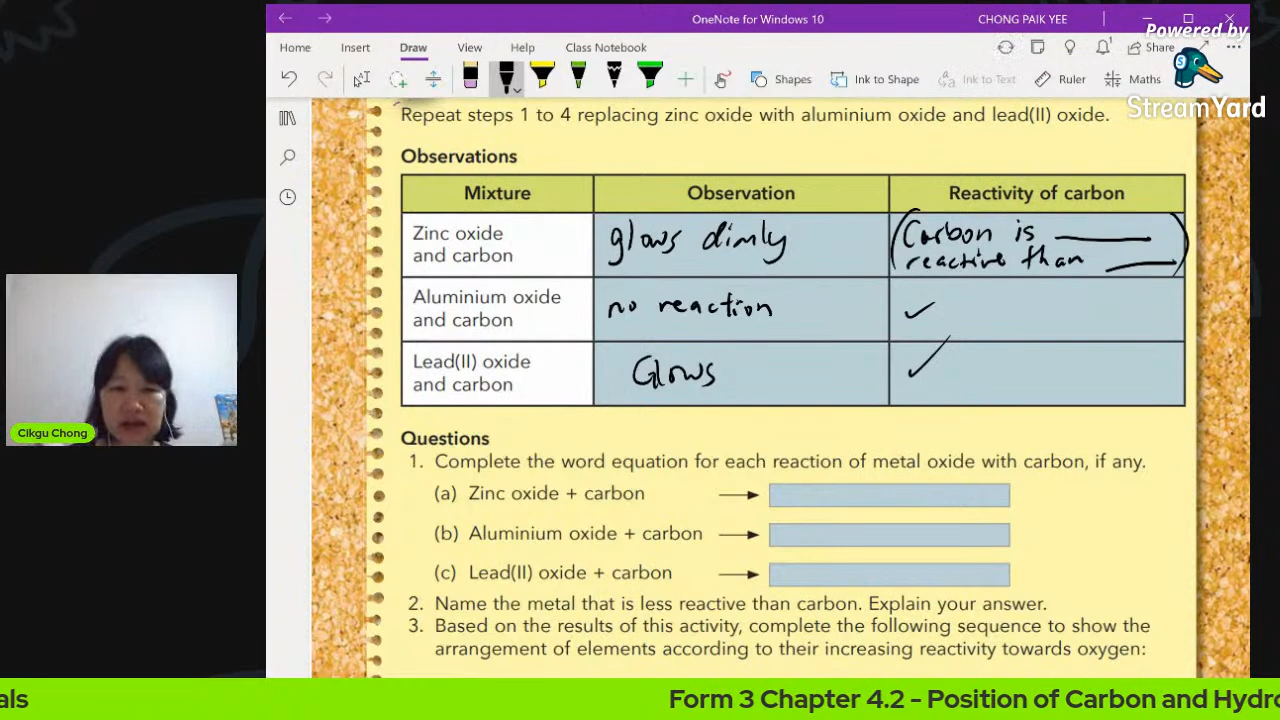 OneNote for Windows 10
CHONG PAIK YEE
Powered by
StreamYard
Home
Insert
Draw
View
Help
Class Notebook
Share
Shapes
Ink to Shape
Ink to Text
Ruler
Maths
Repeat steps 1 to 4 replacing zinc oxide with aluminium oxide and lead(II) oxide.
Observations
Mixture
Observation
Reactivity of carbon
Zinc oxide
and carbon
glows dimly
(Carbon is ______
reactive than ______)
Aluminium oxide
and carbon
no reaction
✓
Lead(II) oxide
and carbon
Glows
✓
Cikgu Chong
Questions
1. Complete the word equation for each reaction of metal oxide with carbon, if any.
(a) Zinc oxide + carbon →
(b) Aluminium oxide + carbon →
(c) Lead(II) oxide + carbon →
2. Name the metal that is less reactive than carbon. Explain your answer.
3. Based on the results of this activity, complete the following sequence to show the
arrangement of elements according to their increasing reactivity towards oxygen:
als
Form 3 Chapter 4.2 - Position of Carbon and Hydro